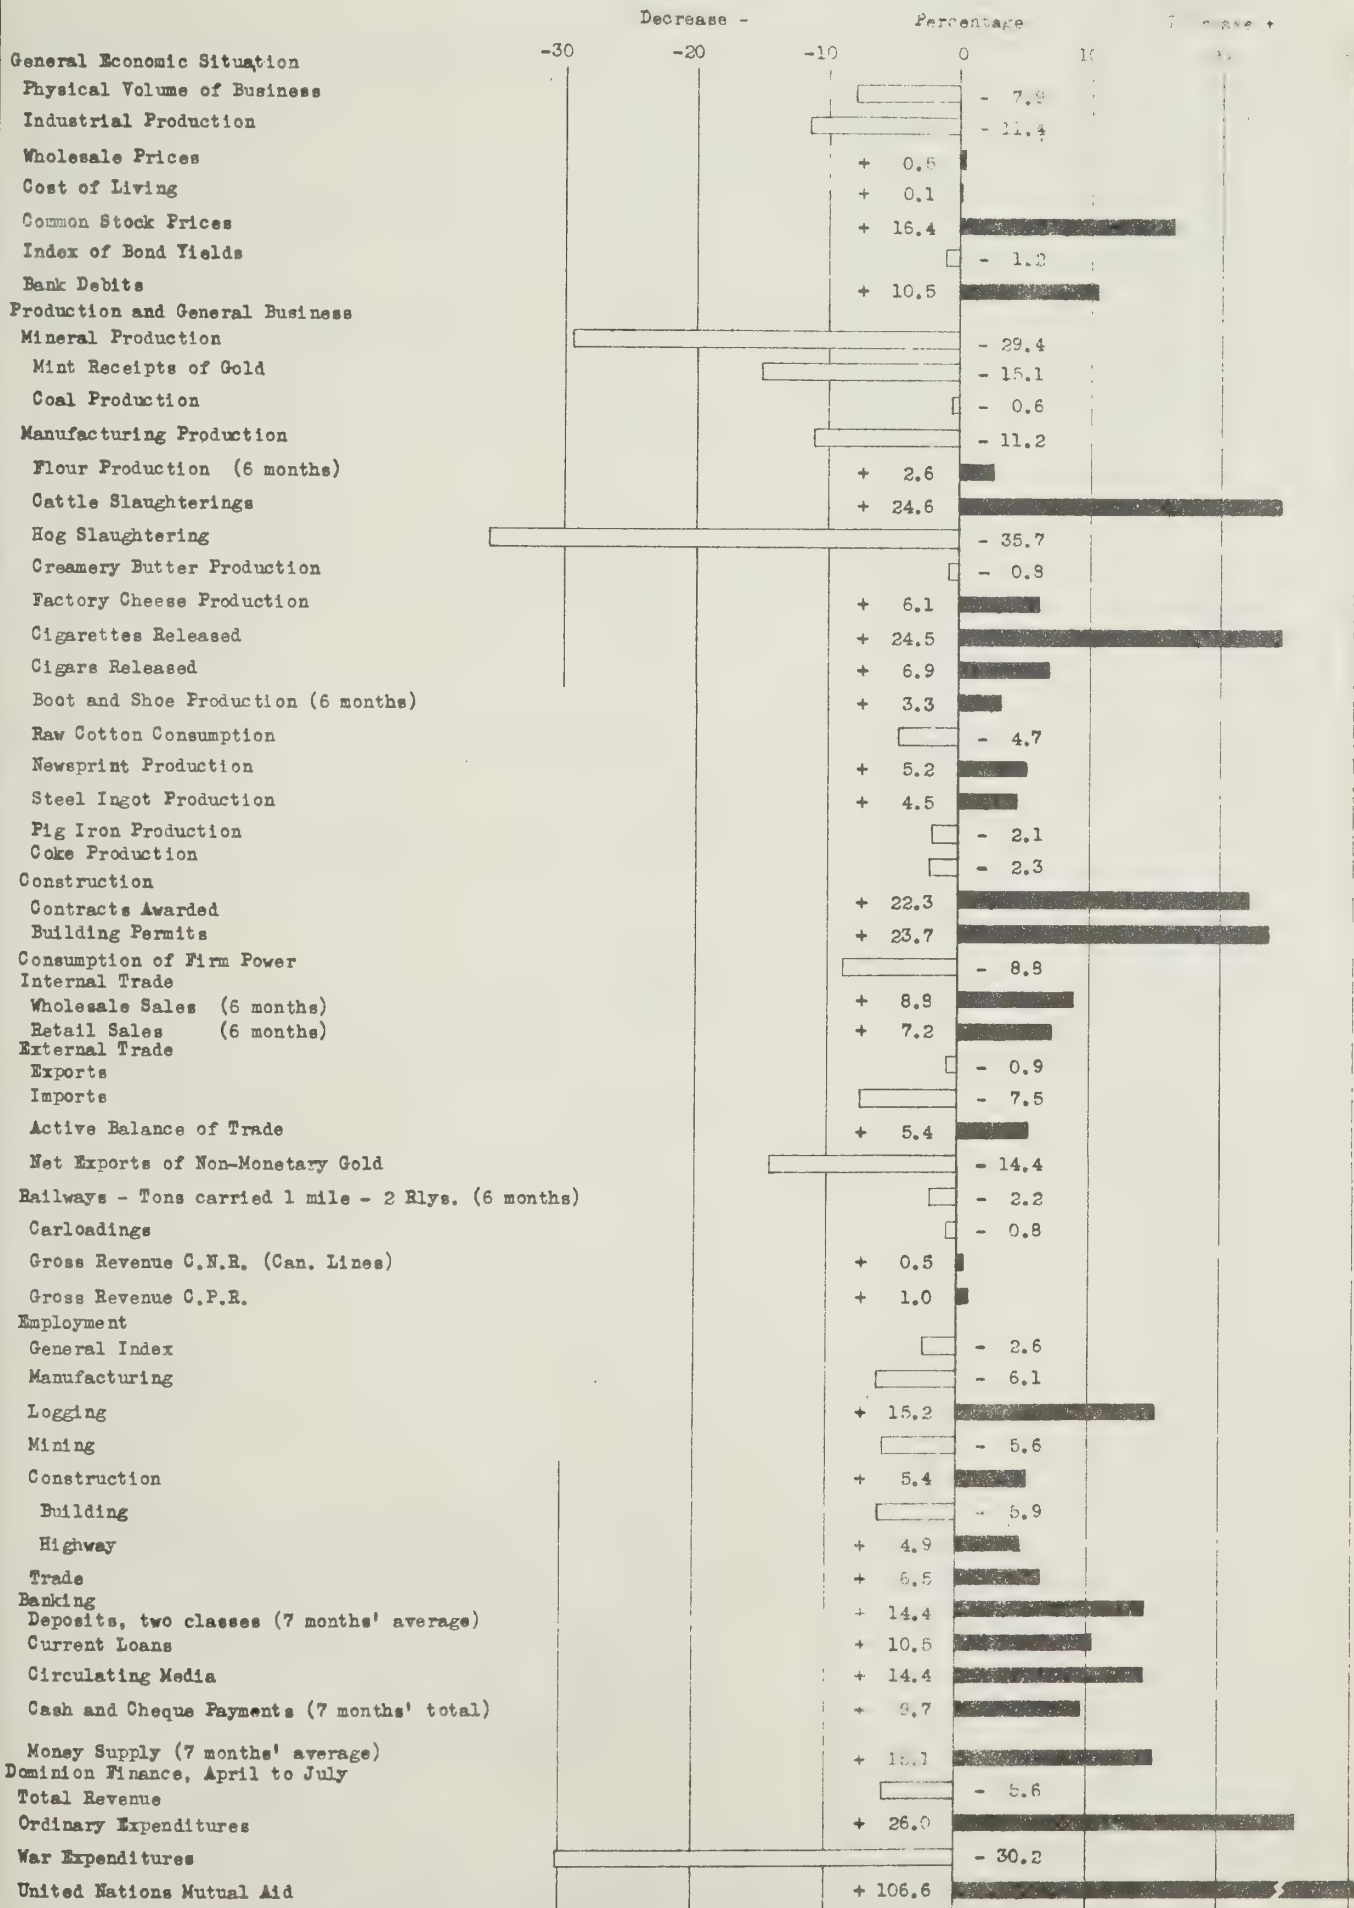 Decrease - Percentage
-30 -20 -10 0
General Economic Situation
Physical Volume of Business - 7.9
Industrial Production - 11.4
Wholesale Prices + 0.5
Cost of Living + 0.1
Common Stock Prices + 16.4
Index of Bond Yields - 1.2
Bank Debits + 10.5
Production and General Business
Mineral Production - 29.4
Mint Receipts of Gold - 15.1
Coal Production - 0.6
Manufacturing Production - 11.2
Flour Production (6 months) + 2.6
Cattle Slaughterings + 24.6
Hog Slaughtering - 35.7
Creamery Butter Production - 0.8
Factory Cheese Production + 6.1
Cigarettes Released + 24.5
Cigars Released + 6.9
Boot and Shoe Production (6 months) + 3.3
Raw Cotton Consumption - 4.7
Newsprint Production + 5.2
Steel Ingot Production + 4.5
Pig Iron Production - 2.1
Coke Production - 2.3
Construction
Contracts Awarded + 22.3
Building Permits + 23.7
Consumption of Firm Power - 8.8
Internal Trade
Wholesale Sales (6 months) + 8.8
Retail Sales (6 months) + 7.2
External Trade
Exports - 0.9
Imports - 7.5
Active Balance of Trade + 5.4
Net Exports of Non-Monetary Gold - 14.4
Railways - Tons carried 1 mile - 2 Rlys. (6 months) - 2.2
Carloadings - 0.8
Gross Revenue C.N.R. (Can. Lines) + 0.5
Gross Revenue C.P.R. + 1.0
Employment
General Index - 2.6
Manufacturing - 6.1
Logging + 15.2
Mining - 5.6
Construction + 5.4
Building - 5.9
Highway + 4.9
Trade + 6.5
Banking
Deposits, two classes (7 months' average) + 14.4
Current Loans + 10.5
Circulating Media + 14.4
Cash and Cheque Payments (7 months' total) + 9.7
Money Supply (7 months' average) + 15.1
Dominion Finance, April to July
Total Revenue - 5.6
Ordinary Expenditures + 26.0
War Expenditures - 30.2
United Nations Mutual Aid + 106.6